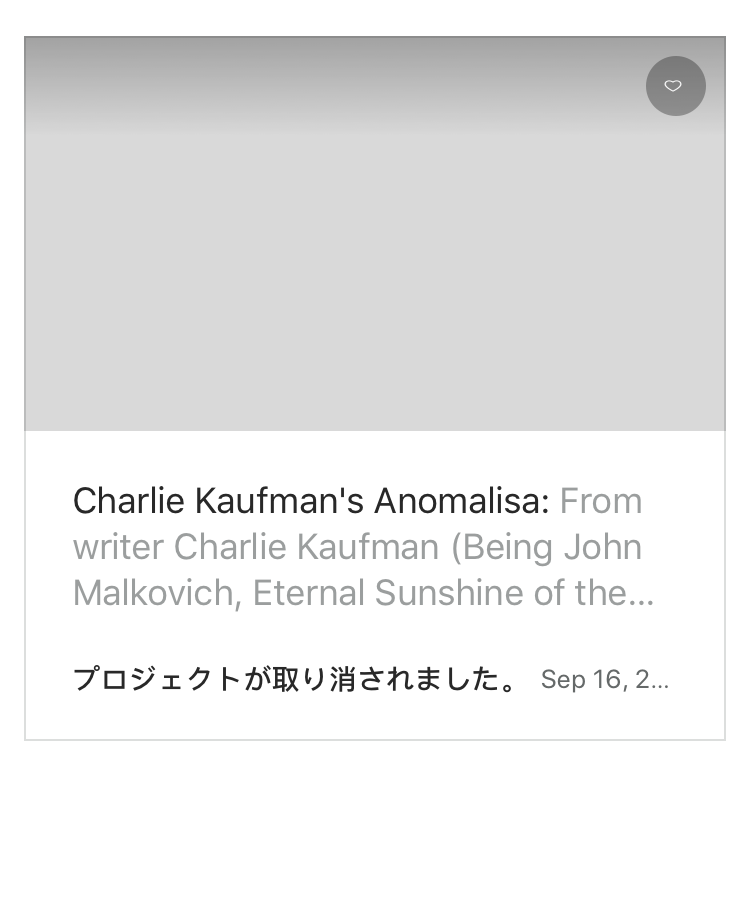 Charlie Kaufman's Anomalisa: From
writer Charlie Kaufman (Being John
Malkovich, Eternal Sunshine of the…
プロジェクトが取り消されました。 Sep 16, 2…